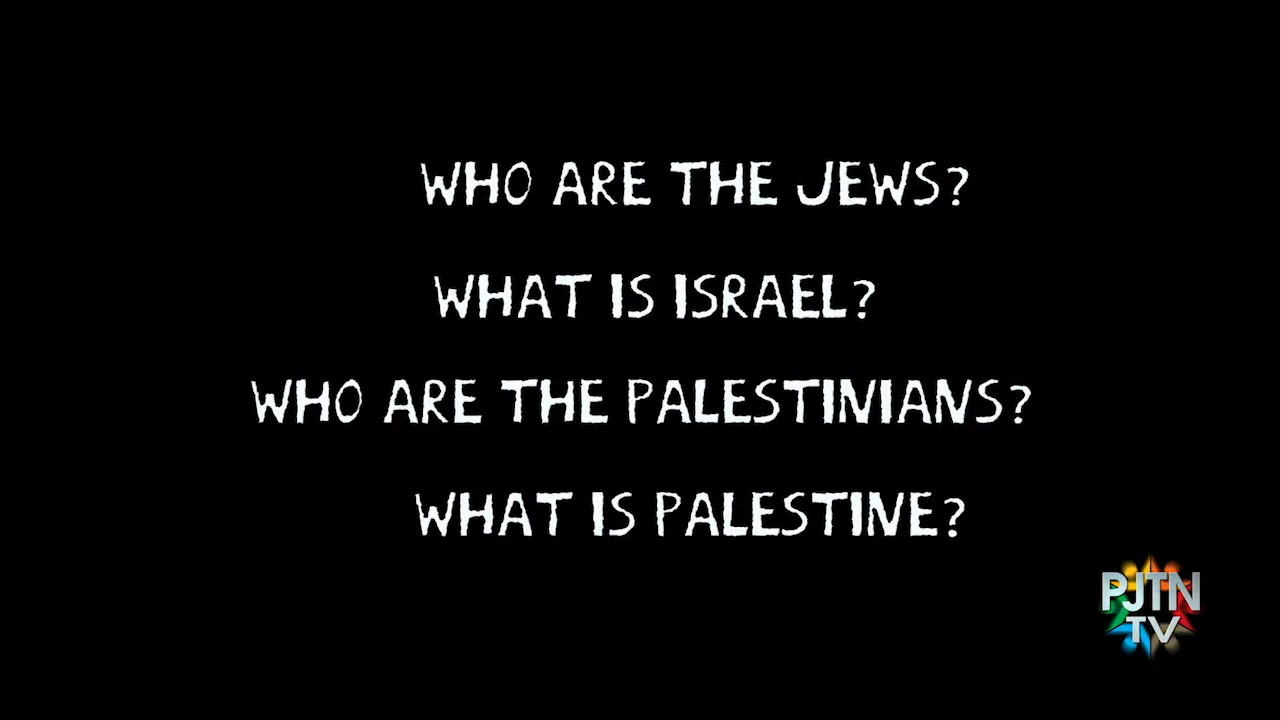 WHO ARE THE JEWS?
WHAT IS ISRAEL?
WHO ARE THE PALESTINIANS?
WHAT IS PALESTINE?
PJTN
TV